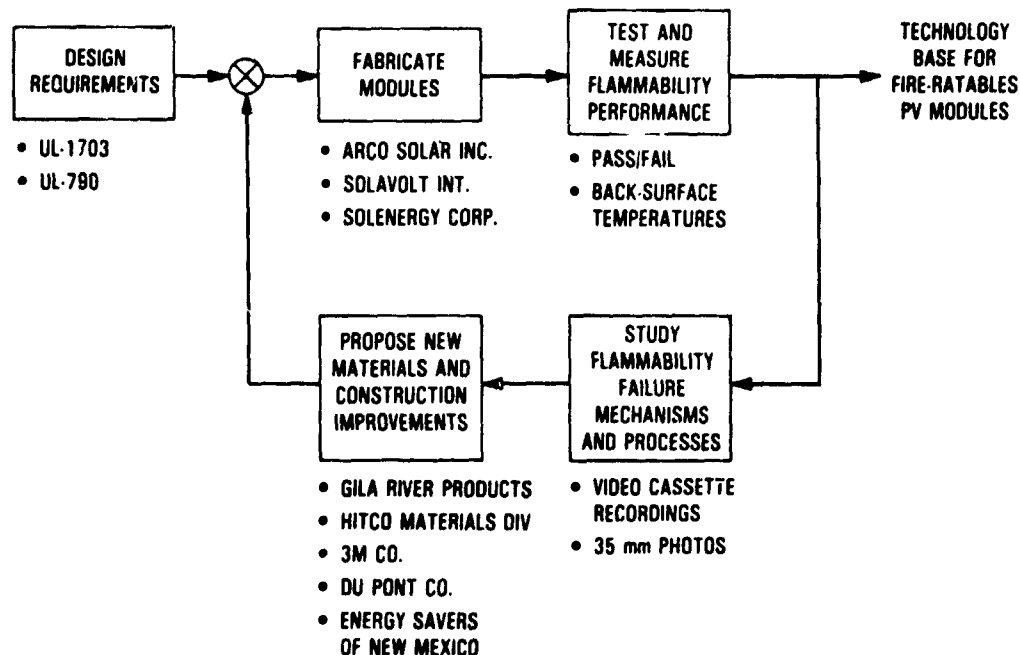 DESIGN
REQUIREMENTS
• UL-1703
• UL-790
FABRICATE
MODULES
• ARCO SOLAR INC.
• SOLAVOLT INT.
• SOLENERGY CORP.
TEST AND
MEASURE
FLAMMABILITY
PERFORMANCE
• PASS/FAIL
• BACK-SURFACE
TEMPERATURES
TECHNOLOGY
BASE FOR
FIRE-RATABLES
PV MODULES
PROPOSE NEW
MATERIALS AND
CONSTRUCTION
IMPROVEMENTS
• GILA RIVER PRODUCTS
• HITCO MATERIALS DIV
• 3M CO.
• DU PONT CO.
• ENERGY SAVERS
OF NEW MEXICO
STUDY
FLAMMABILITY
FAILURE
MECHANISMS
AND PROCESSES
• VIDEO CASSETTE
RECORDINGS
• 35 mm PHOTOS